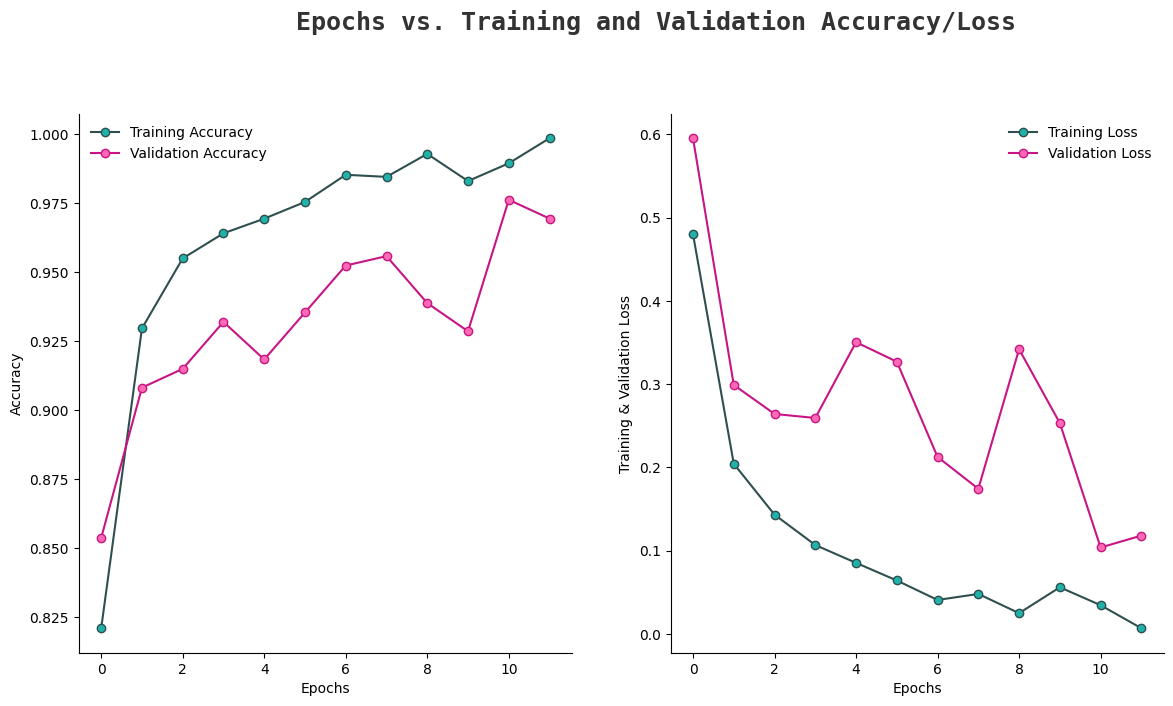 Epochs vs. Training and Validation Accuracy/Loss
Training Accuracy
Validation Accuracy
1.000
0.975
0.950
0.925
0.900
0.875
0.850
0.825
Accuracy
0 2 4 6 8 10
Epochs
Training Loss
Validation Loss
0.6
0.5
0.4
0.3
0.2
0.1
0.0
Training & Validation Loss
0 2 4 6 8 10
Epochs